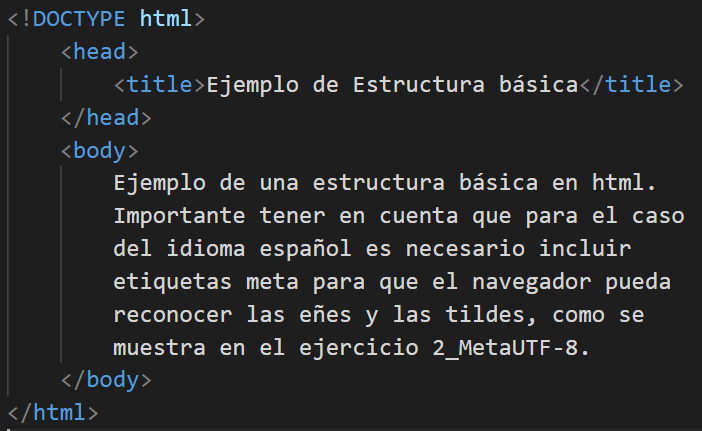 <!DOCTYPE html>
<head>
<title>Ejemplo de Estructura básica</title>
</head>
<body>
Ejemplo de una estructura básica en html.
Importante tener en cuenta que para el caso
del idioma español es necesario incluir
etiquetas meta para que el navegador pueda
reconocer las eñes y las tildes, como se
muestra en el ejercicio 2_MetaUTF-8.
</body>
</html>